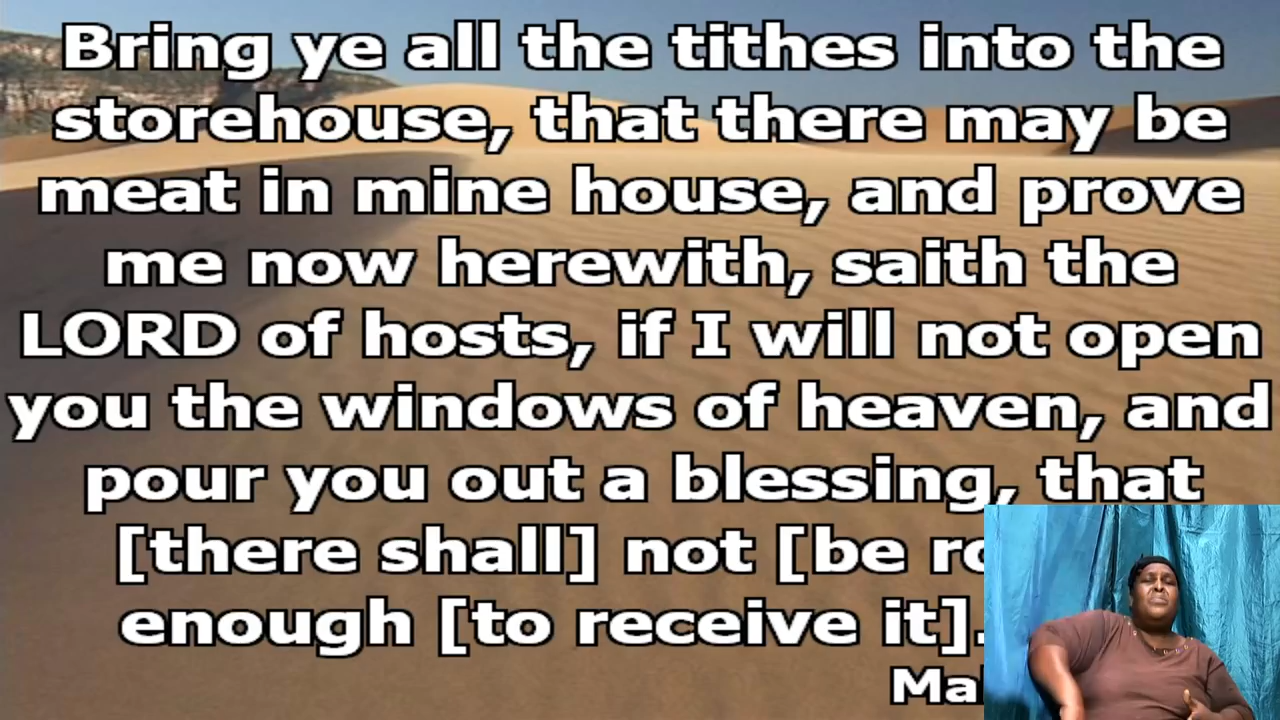 Bring ye all the tithes into the
storehouse, that there may be
meat in mine house, and prove
me now herewith, saith the
LORD of hosts, if I will not open
you the windows of heaven, and
pour you out a blessing, that
[there shall] not [be
enough [to receive it].